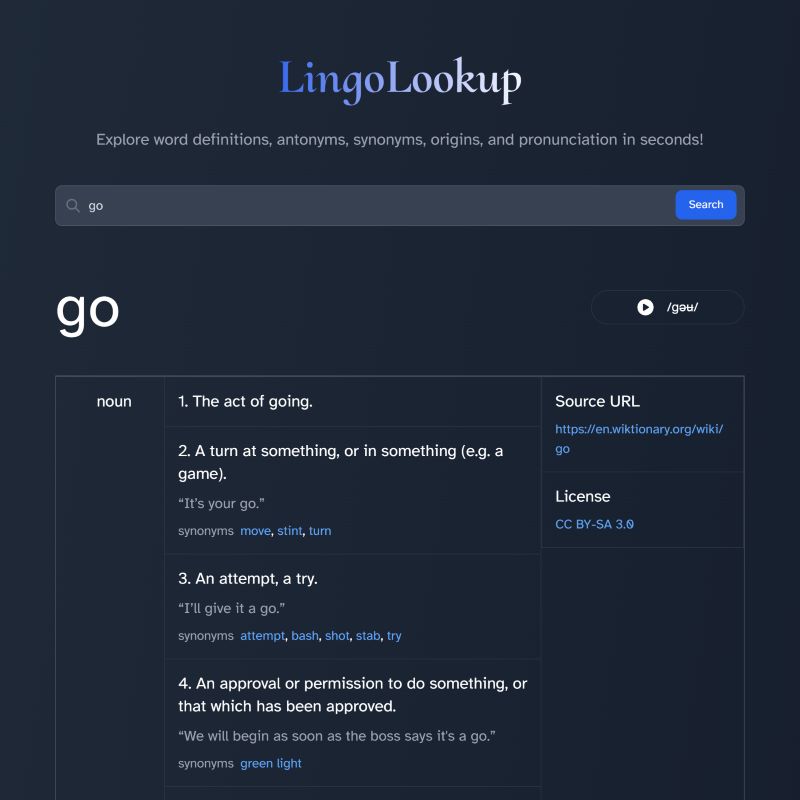 LingoLookup
Explore word definitions, antonyms, synonyms, origins, and pronunciation in seconds!
go
Search
go
/ɡəʉ/
noun
1. The act of going.
2. A turn at something, or in something (e.g. a
game).
“It’s your go.”
synonyms move, stint, turn
3. An attempt, a try.
“I’ll give it a go.”
synonyms attempt, bash, shot, stab, try
4. An approval or permission to do something, or
that which has been approved.
“We will begin as soon as the boss says it's a go.”
synonyms green light
Source URL
https://en.wiktionary.org/wiki/
go
License
CC BY-SA 3.0